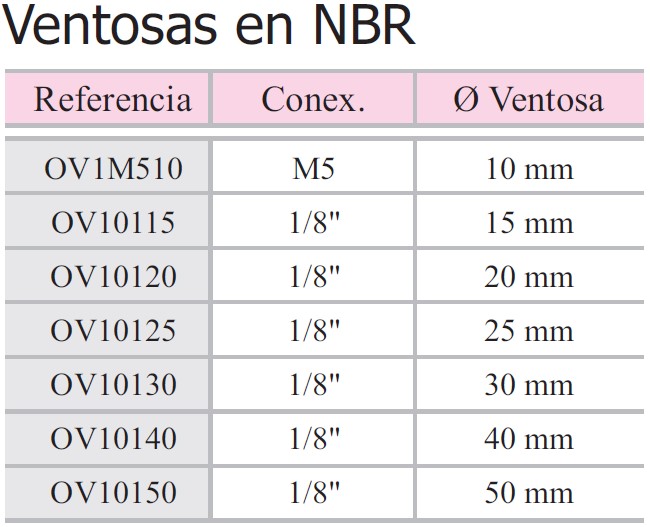 Ventosas en NBR
Referencia Conex. Ø Ventosa
OV1M510 M5 10 mm
OV10115 1/8" 15 mm
OV10120 1/8" 20 mm
OV10125 1/8" 25 mm
OV10130 1/8" 30 mm
OV10140 1/8" 40 mm
OV10150 1/8" 50 mm